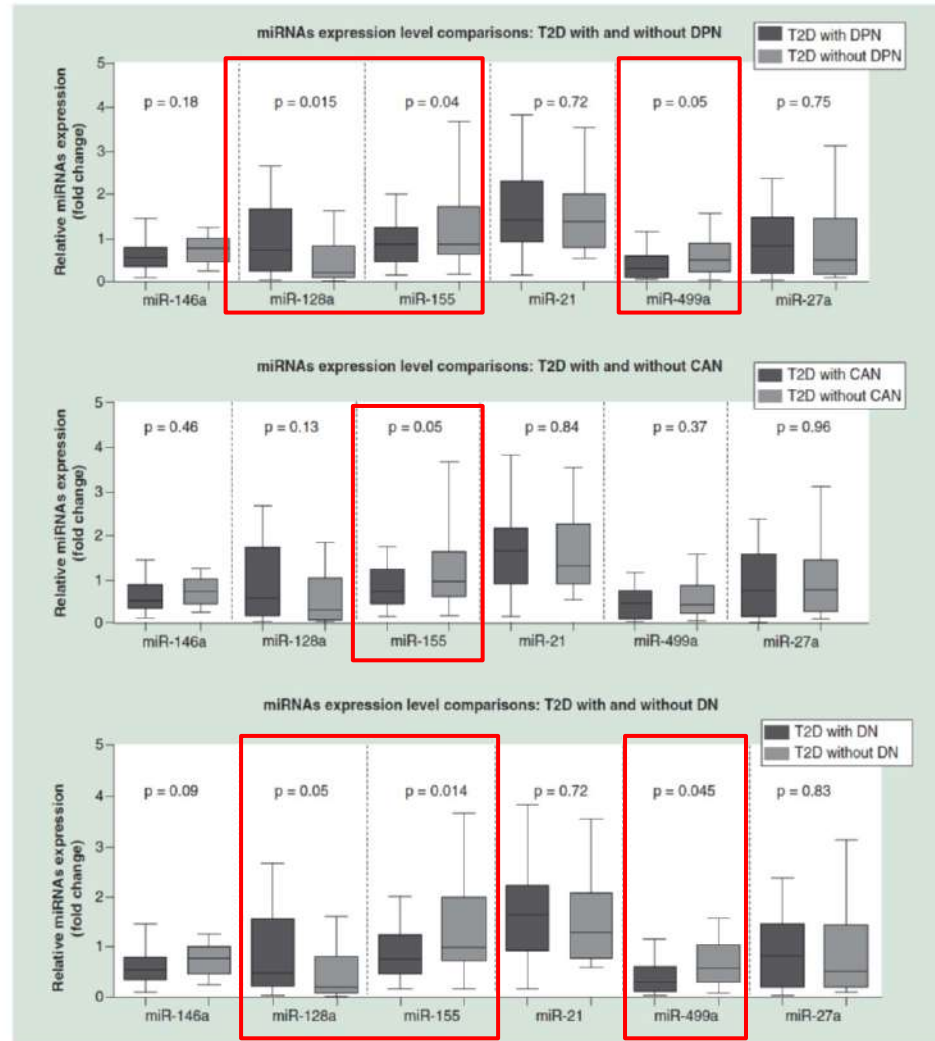 miRNAs expression level comparisons: T2D with and without DPN
T2D with DPN
T2D without DPN
Relative miRNAs expression
(fold change)
5
4
3
2
1
0
p = 0.18
p = 0.015
p = 0.04
p = 0.72
p = 0.05
p = 0.75
miR-146a
miR-128a
miR-155
miR-21
miR-499a
miR-27a
miRNAs expression level comparisons: T2D with and without CAN
T2D with CAN
T2D without CAN
Relative miRNAs expression
(fold change)
5
4
3
2
1
0
p = 0.46
p = 0.13
p = 0.05
p = 0.84
p = 0.37
p = 0.96
miR-146a
miR-128a
miR-155
miR-21
miR-499a
miR-27a
miRNAs expression level comparisons: T2D with and without DN
T2D with DN
T2D without DN
Relative miRNAs expression
(fold change)
5
4
3
2
1
0
p = 0.09
p = 0.05
p = 0.014
p = 0.72
p = 0.045
p = 0.83
miR-146a
miR-128a
miR-155
miR-21
miR-499a
miR-27a